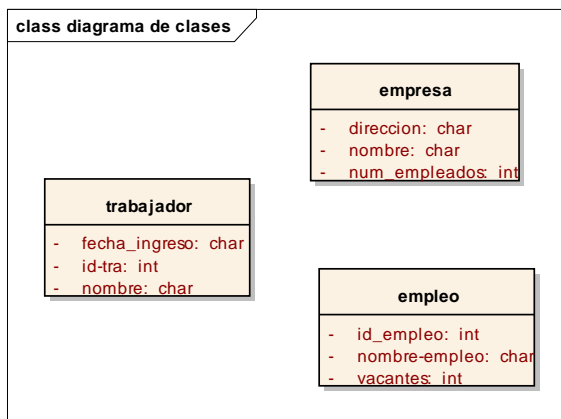 class diagrama de clases
empresa
- direccion: char
- nombre: char
- num_empleados: int
trabajador
- fecha_ingreso: char
- id-tra: int
- nombre: char
empleo
- id_empleo: int
- nombre-empleo: char
- vacantes: int